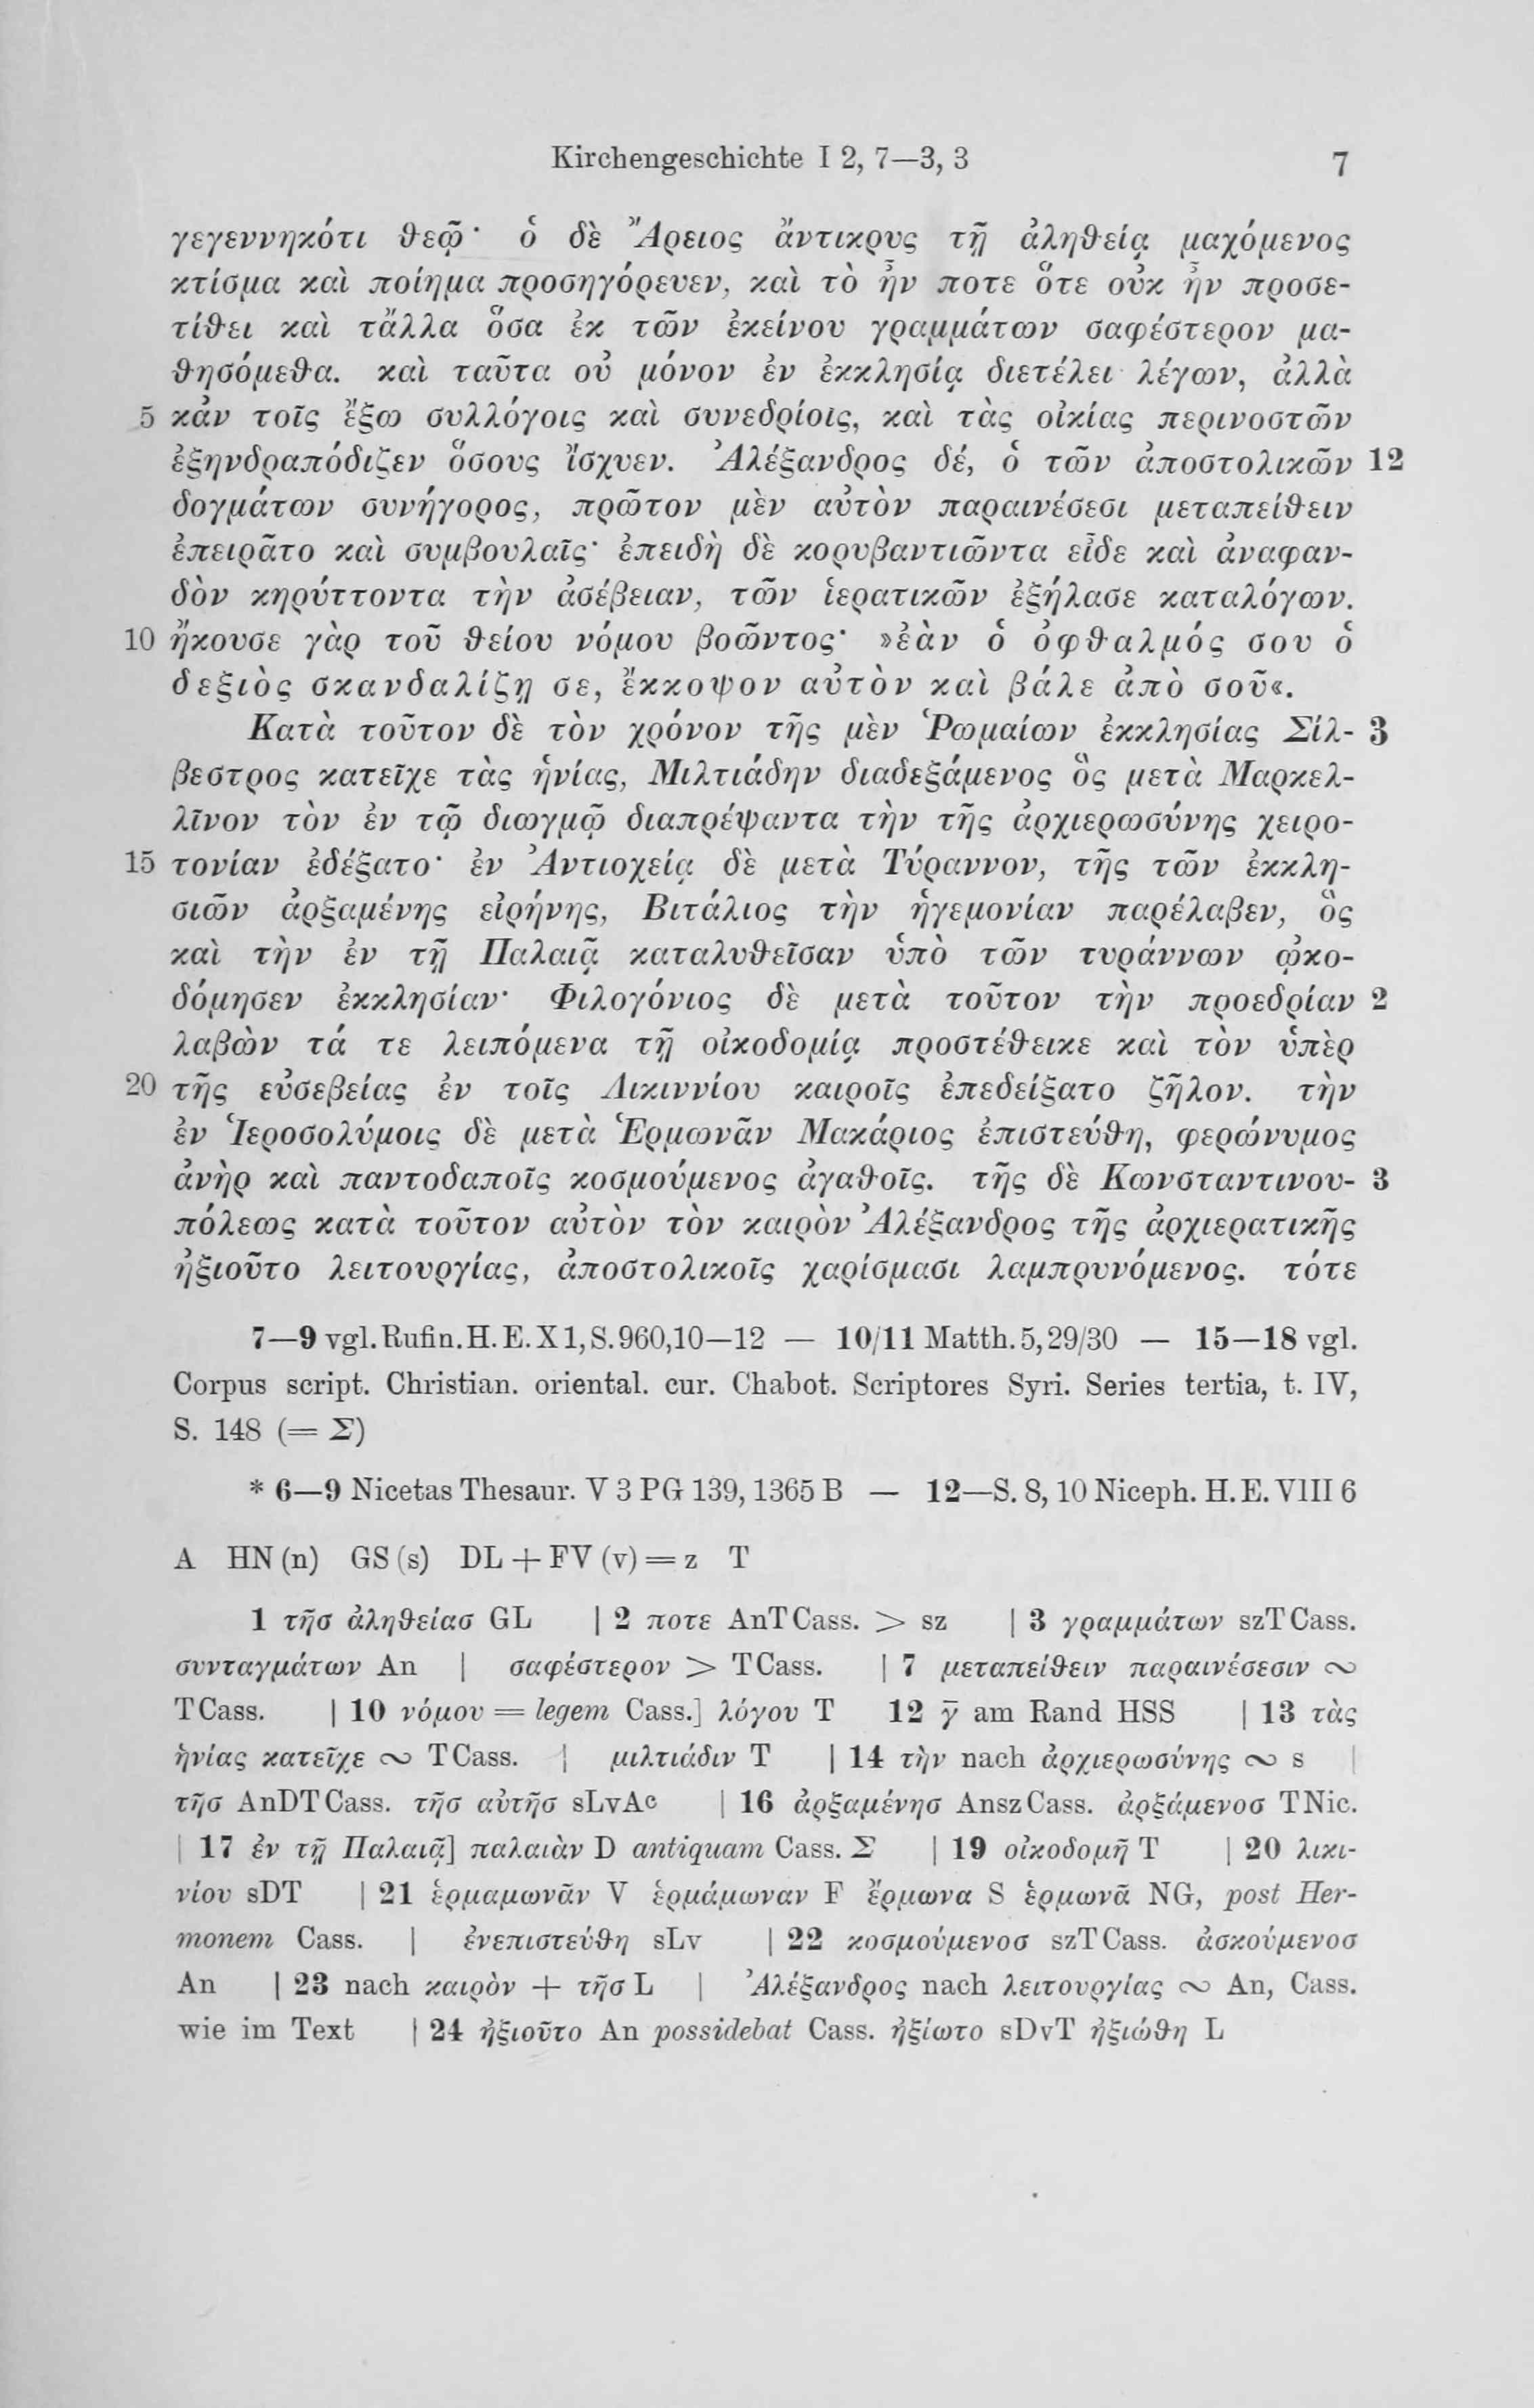 Kirchengeschichte I 2, 7—3, 3 7
γεγεννηκότι θεῷ· ὁ δὲ Ἄρειος ἄντικρυς τῇ ἀληθείᾳ μαχόμενος
κτίσμα καὶ ποίημα προσηγόρευεν, καὶ τὸ ἦν ποτε ὅτε οὐκ ἦν προσε-
τίθει καὶ τἄλλα ὅσα ἐκ τῶν ἐκείνου γραμμάτων σαφέστερον μα-
θησόμεθα. καὶ ταῦτα οὐ μόνον ἐν ἐκκλησίᾳ διετέλει λέγων, ἀλλὰ
5 κἀν τοῖς ἔξω συλλόγοις καὶ συνεδρίοις, καὶ τὰς οἰκίας περινοστῶν
ἐξηνδραπόδιζεν ὅσους ἴσχυεν. Ἀλέξανδρος δέ, ὁ τῶν ἀποστολικῶν 12
δογμάτων συνήγορος, πρῶτον μὲν αὐτὸν παραινέσεσι μεταπείθειν
ἐπειρᾶτο καὶ συμβουλαῖς· ἐπειδὴ δὲ κορυβαντιῶντα εἶδε καὶ ἀναφαν-
δὸν κηρύττοντα τὴν ἀσέβειαν, τῶν ἱερατικῶν ἐξήλασε καταλόγων.
10 ἤκουσε γὰρ τοῦ θείου νόμου βοῶντος· »ἐὰν ὁ ὀφθαλμός σου ὁ
δεξιὸς σκανδαλίζῃ σε, ἔκκοψον αὐτὸν καὶ βάλε ἀπὸ σοῦ«.
Κατὰ τοῦτον δὲ τὸν χρόνον τῆς μὲν Ῥωμαίων ἐκκλησίας Σίλ- 3
βεστρος κατεῖχε τὰς ἡνίας, Μιλτιάδην διαδεξάμενος ὃς μετὰ Μαρκελ-
λῖνον τὸν ἐν τῷ διωγμῷ διαπρέψαντα τὴν τῆς ἀρχιερωσύνης χειρο-
15 τονίαν ἐδέξατο· ἐν Ἀντιοχείᾳ δὲ μετὰ Τύραννον, τῆς τῶν ἐκκλη-
σιῶν ἀρξαμένης εἰρήνης, Βιτάλιος τὴν ἡγεμονίαν παρέλαβεν, ὃς
καὶ τὴν ἐν τῇ Παλαιᾷ καταλυθεῖσαν ὑπὸ τῶν τυράννων ᾠκο-
δόμησεν ἐκκλησίαν· Φιλογόνιος δὲ μετὰ τοῦτον τὴν προεδρίαν 2
λαβὼν τά τε λειπόμενα τῇ οἰκοδομίᾳ προστέθεικε καὶ τὸν ὑπὲρ
20 τῆς εὐσεβείας ἐν τοῖς Λικιννίου καιροῖς ἐπεδείξατο ζῆλον. τὴν
ἐν Ἱεροσολύμοις δὲ μετὰ Ἑρμωνᾶν Μακάριος ἐπιστεύθη, φερώνυμος
ἀνὴρ καὶ παντοδαποῖς κοσμούμενος ἀγαθοῖς. τῆς δὲ Κωνσταντινου- 3
πόλεως κατὰ τοῦτον αὐτὸν τὸν καιρὸν Ἀλέξανδρος τῆς ἀρχιερατικῆς
ἠξιοῦτο λειτουργίας, ἀποστολικοῖς χαρίσμασι λαμπρυνόμενος. τότε
7—9 vgl. Rufin. H. E. X 1, S. 960, 10—12 — 10/11 Matth. 5, 29/30 — 15—18 vgl.
Corpus script. Christian. oriental. cur. Chabot. Scriptores Syri. Series tertia, t. IV,
S. 148 (= Σ)
* 6—9 Nicetas Thesaur. V 3 PG 139, 1365 B — 12—S. 8, 10 Niceph. H. E. VIII 6
A HN (n) GS (s) DL + FV (v) = z T
1 τῆσ ἀληθείασ GL | 2 ποτε AnTCass. > sz | 3 γραμμάτων szTCass.
συνταγμάτων An | σαφέστερον > TCass. | 7 μεταπείθειν παραινέσεσιν ∾
TCass. | 10 νόμου = legem Cass.] λόγου T 12 γ̄ am Rand HSS | 13 τὰς
ἡνίας κατεῖχε ∾ TCass. | μιλτιάδιν T | 14 τὴν nach ἀρχιερωσύνης ∾ s |
τῆσ AnDTCass. τῆσ αὐτῆσ sLvAᶜ | 16 ἀρξαμένησ AnszCass. ἀρξάμενοσ TNic.
| 17 ἐν τῇ Παλαιᾷ] παλαιὰν D antiquam Cass. Σ | 19 οἰκοδομῆ T | 20 λικι-
νίου sDT | 21 ἑρμαμωνᾶν V ἑρμάμωναν F ἕρμωνα S ἑρμωνᾶ NG, post Her-
monem Cass. | ἐνεπιστεύθη sLv | 22 κοσμούμενοσ szTCass. ἀσκούμενοσ
An | 23 nach καιρὸν + τῆσ L | Ἀλέξανδρος nach λειτουργίας ∾ An, Cass.
wie im Text | 24 ἠξιοῦτο An possidebat Cass. ἠξίωτο sDvT ἠξιώθη L